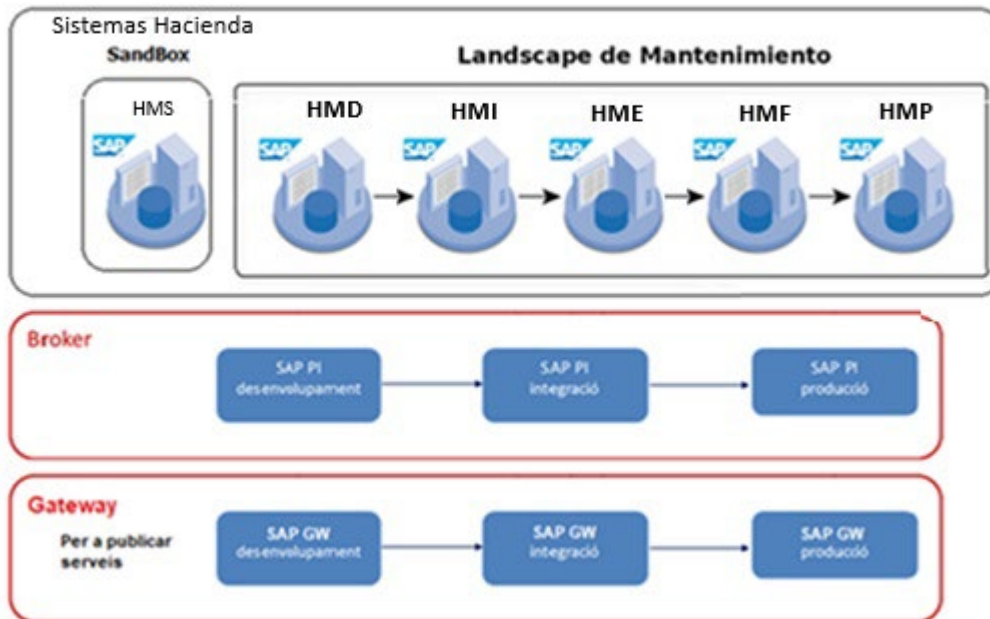 Sistemas Hacienda
SandBox
Landscape de Mantenimiento
HMS
HMD
HMI
HME
HMF
HMP
SAP
SAP
SAP
SAP
SAP
SAP
Broker
SAP PI
desenvolupament
SAP PI
integració
SAP PI
producció
Gateway
Per a publicar
serveis
SAP GW
desenvolupament
SAP GW
integració
SAP GW
producció